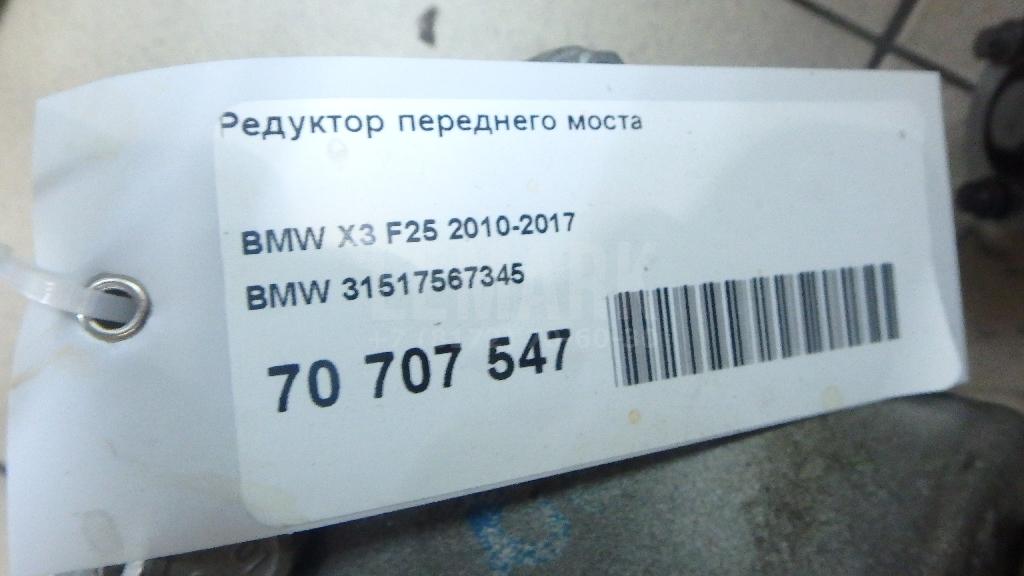 Редуктор переднего моста
BMW X3 F25 2010-2017
BMW 31517567345
70 707 547